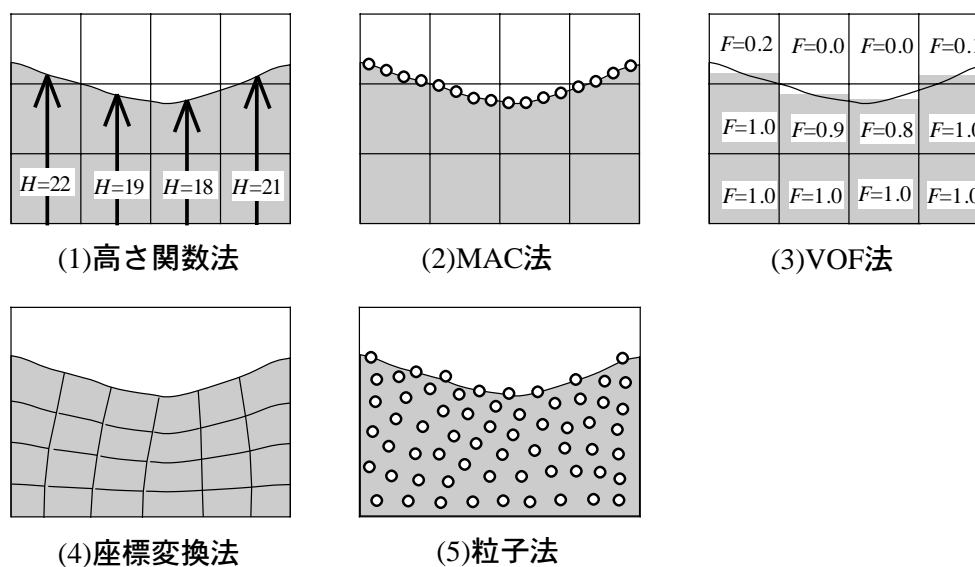 H=22 H=19 H=18 H=21
(1)高さ関数法
(2)MAC法
F=0.2 F=0.0 F=0.0
F=1.0 F=0.9 F=0.8
F=1.0 F=1.0 F=1.0
(3)VOF法
(4)座標変換法
(5)粒子法